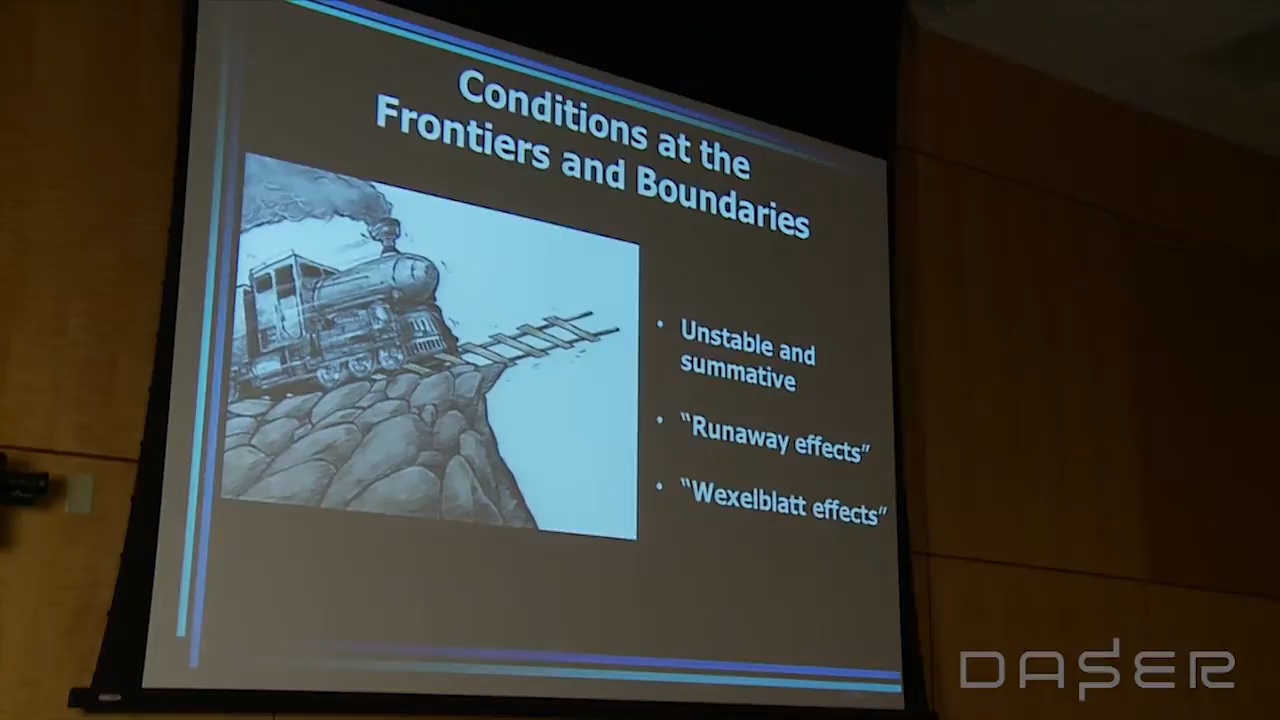 Conditions at the
Frontiers and Boundaries
• Unstable and
summative
• “Runaway effects”
• “Wexelblatt effects”
DASER